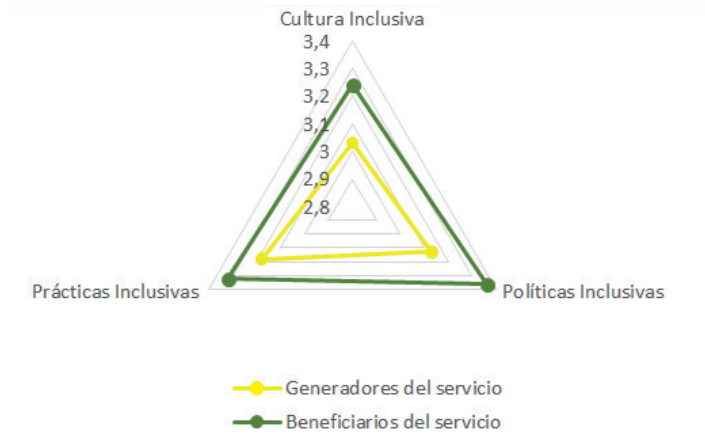 Cultura Inclusiva
3,4
3,3
3,2
3,1
3
2,9
2,8
Prácticas Inclusivas
Políticas Inclusivas
Generadores del servicio
Beneficiarios del servicio